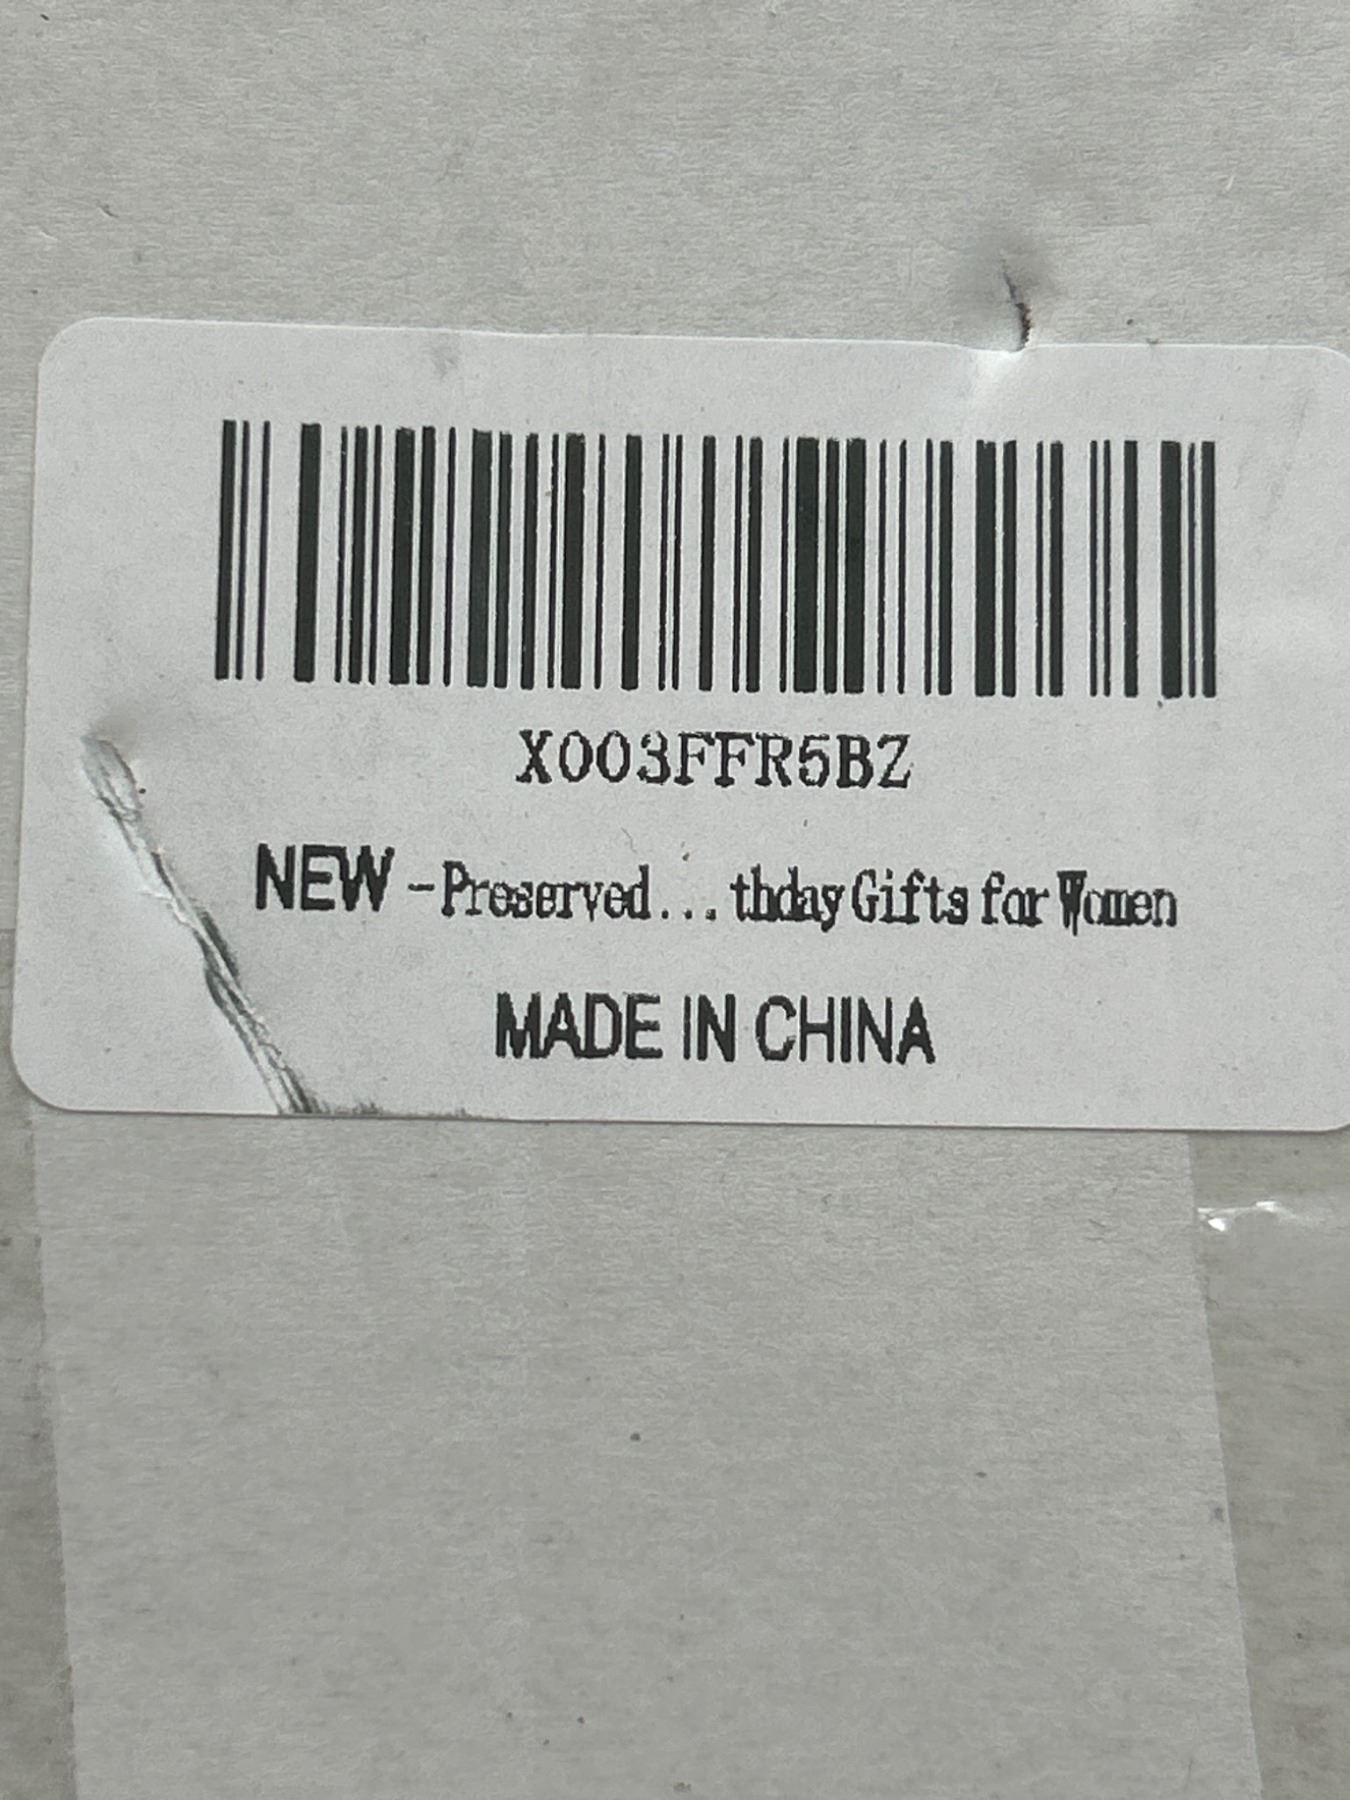 X003FFR5BZ
NEW -Preserved...thday Gifts for Women
MADE IN CHINA